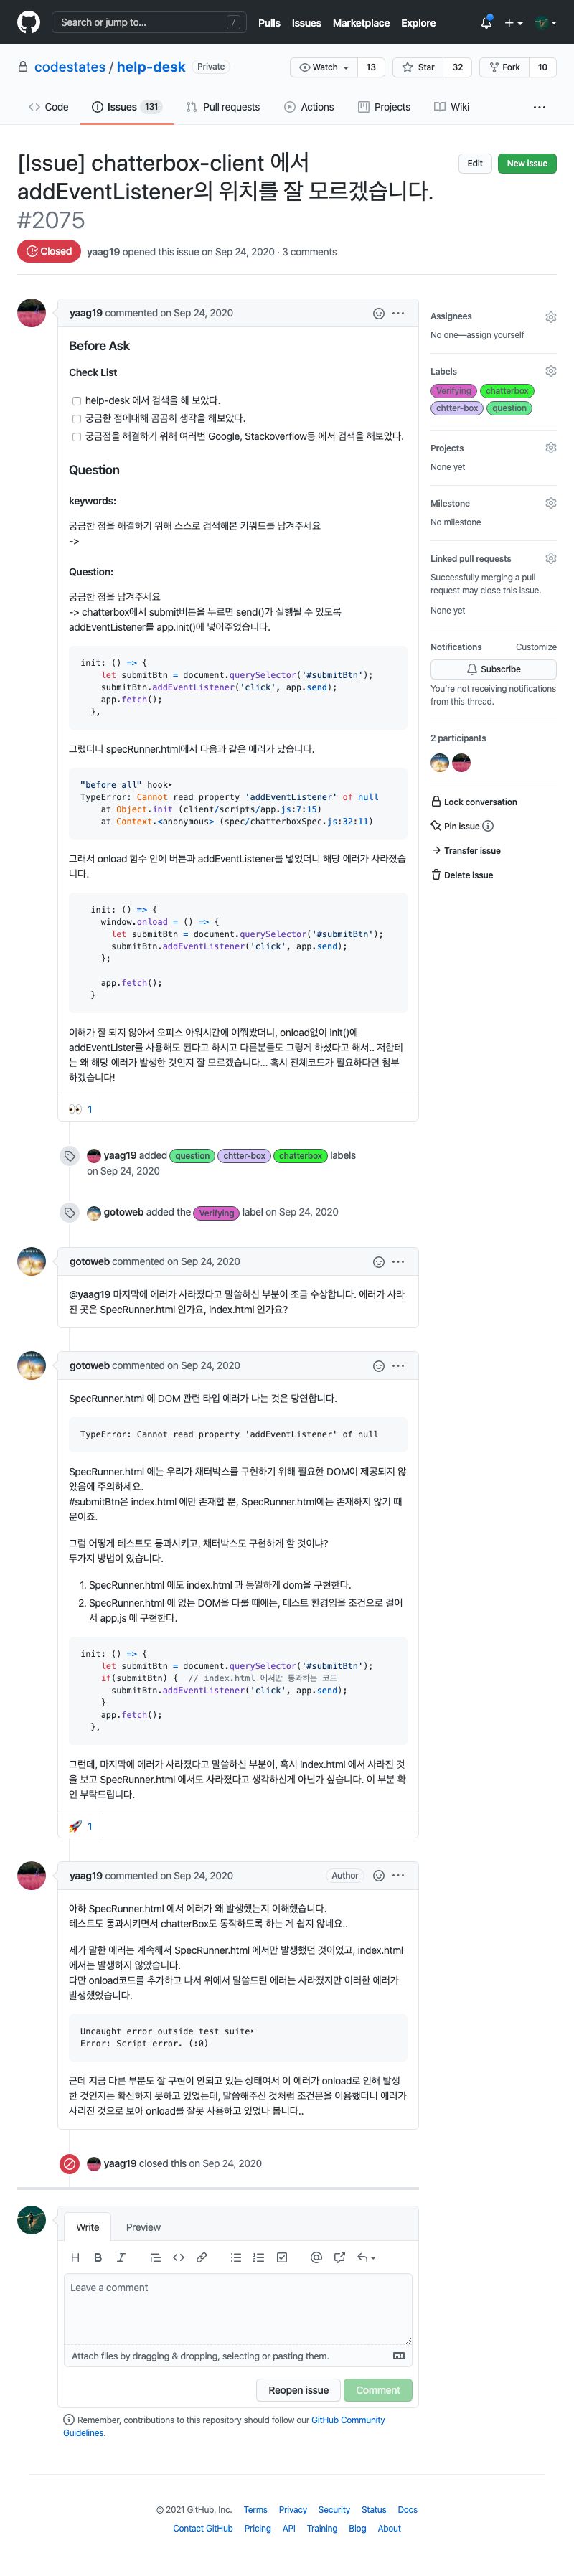 Search or jump to...
/
Pulls
Issues
Marketplace
Explore
codestates / help-desk
Private
Watch
13
Star
32
Fork
10
Code
Issues 131
Pull requests
Actions
Projects
Wiki
[Issue] chatterbox-client 에서
addEventListener의 위치를 잘 모르겠습니다.
#2075
Edit
New issue
Closed
yaag19 opened this issue on Sep 24, 2020 · 3 comments
yaag19 commented on Sep 24, 2020
Before Ask
Check List
help-desk 에서 검색을 해 보았다.
궁금한 점에대해 곰곰히 생각을 해보았다.
궁금점을 해결하기 위해 여러번 Google, Stackoverflow등 에서 검색을 해보았다.
Question
keywords:
궁금한 점을 해결하기 위해 스스로 검색해본 키워드를 남겨주세요
->
Question:
궁금한 점을 남겨주세요
-> chatterbox에서 submit버튼을 누르면 send()가 실행될 수 있도록
addEventListener를 app.init()에 넣어주었습니다.
init: () => {
let submitBtn = document.querySelector('#submitBtn');
submitBtn.addEventListener('click', app.send);
app.fetch();
},
그랬더니 specRunner.html에서 다음과 같은 에러가 났습니다.
"before all" hook‣
TypeError: Cannot read property 'addEventListener' of null
at Object.init (client/scripts/app.js:7:15)
at Context.<anonymous> (spec/chatterboxSpec.js:32:11)
그래서 onload 함수 안에 버튼과 addEventListener를 넣었더니 해당 에러가 사라졌습
니다.
init: () => {
window.onload = () => {
let submitBtn = document.querySelector('#submitBtn');
submitBtn.addEventListener('click', app.send);
};
app.fetch();
}
이해가 잘 되지 않아서 오피스 아워시간에 여쭤봤더니, onload없이 init()에
addEventLister를 사용해도 된다고 하시고 다른분들도 그렇게 하셨다고 해서.. 저한테
는 왜 해당 에러가 발생한 것인지 잘 모르겠습니다... 혹시 전체코드가 필요하다면 첨부
하겠습니다!
👀 1
yaag19 added question chtter-box chatterbox labels
on Sep 24, 2020
gotoweb added the Verifying label on Sep 24, 2020
gotoweb commented on Sep 24, 2020
@yaag19 마지막에 에러가 사라졌다고 말씀하신 부분이 조금 수상합니다. 에러가 사라
진 곳은 SpecRunner.html 인가요, index.html 인가요?
gotoweb commented on Sep 24, 2020
SpecRunner.html 에 DOM 관련 타입 에러가 나는 것은 당연합니다.
TypeError: Cannot read property 'addEventListener' of null
SpecRunner.html 에는 우리가 채터박스를 구현하기 위해 필요한 DOM이 제공되지 않
았음에 주의하세요.
#submitBtn은 index.html 에만 존재할 뿐, SpecRunner.html에는 존재하지 않기 때
문이죠.
그럼 어떻게 테스트도 통과시키고, 채터박스도 구현하게 할 것이냐?
두가지 방법이 있습니다.
1. SpecRunner.html 에도 index.html 과 동일하게 dom을 구현한다.
2. SpecRunner.html 에 없는 DOM을 다룰 때에는, 테스트 환경임을 조건으로 걸어
서 app.js 에 구현한다.
init: () => {
let submitBtn = document.querySelector('#submitBtn');
if(submitBtn) { // index.html 에서만 통과하는 코드
submitBtn.addEventListener('click', app.send);
}
app.fetch();
},
그런데, 마지막에 에러가 사라졌다고 말씀하신 부분이, 혹시 index.html 에서 사라진 것
을 보고 SpecRunner.html 에서도 사라졌다고 생각하신게 아닌가 싶습니다. 이 부분 확
인 부탁드립니다.
🚀 1
yaag19 commented on Sep 24, 2020
Author
아하 SpecRunner.html 에서 에러가 왜 발생했는지 이해했습니다.
테스트도 통과시키면서 chatterBox도 동작하도록 하는 게 쉽지 않네요..
제가 말한 에러는 계속해서 SpecRunner.html 에서만 발생했던 것이었고, index.html
에서는 발생하지 않았습니다.
다만 onload코드를 추가하고 나서 위에서 말씀드린 에러는 사라졌지만 이러한 에러가
발생했었습니다.
Uncaught error outside test suite‣
Error: Script error. (:0)
근데 지금 다른 부분도 잘 구현이 안되고 있는 상태여서 이 에러가 onload로 인해 발생
한 것인지는 확신하지 못하고 있었는데, 말씀해주신 것처럼 조건문을 이용했더니 에러가
사리진 것으로 보아 onload를 잘못 사용하고 있었나 봅니다..
yaag19 closed this on Sep 24, 2020
Assignees
No one—assign yourself
Labels
Verifying
chatterbox
chtter-box
question
Projects
None yet
Milestone
No milestone
Linked pull requests
Successfully merging a pull
request may close this issue.
None yet
Notifications
Customize
Subscribe
You're not receiving notifications
from this thread.
2 participants
Lock conversation
Pin issue
Transfer issue
Delete issue
Write
Preview
Leave a comment
Attach files by dragging & dropping, selecting or pasting them.
Reopen issue
Comment
Remember, contributions to this repository should follow our GitHub Community
Guidelines.
© 2021 GitHub, Inc.
Terms
Privacy
Security
Status
Docs
Contact GitHub
Pricing
API
Training
Blog
About